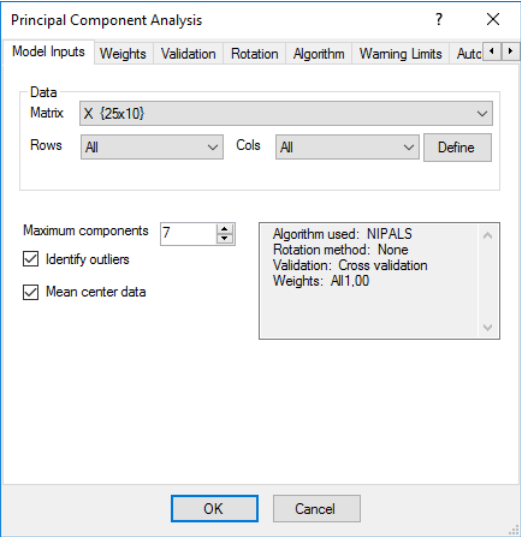 Principal Component Analysis ?
Model Inputs Weights Validation Rotation Algorithm Warning Limits Autc
Data
Matrix X {25x10}
Rows All Cols All Define
Maximum components 7
Identify outliers
Mean center data
Algorithm used: NIPALS
Rotation method: None
Validation: Cross validation
Weights: All1,00
OK Cancel